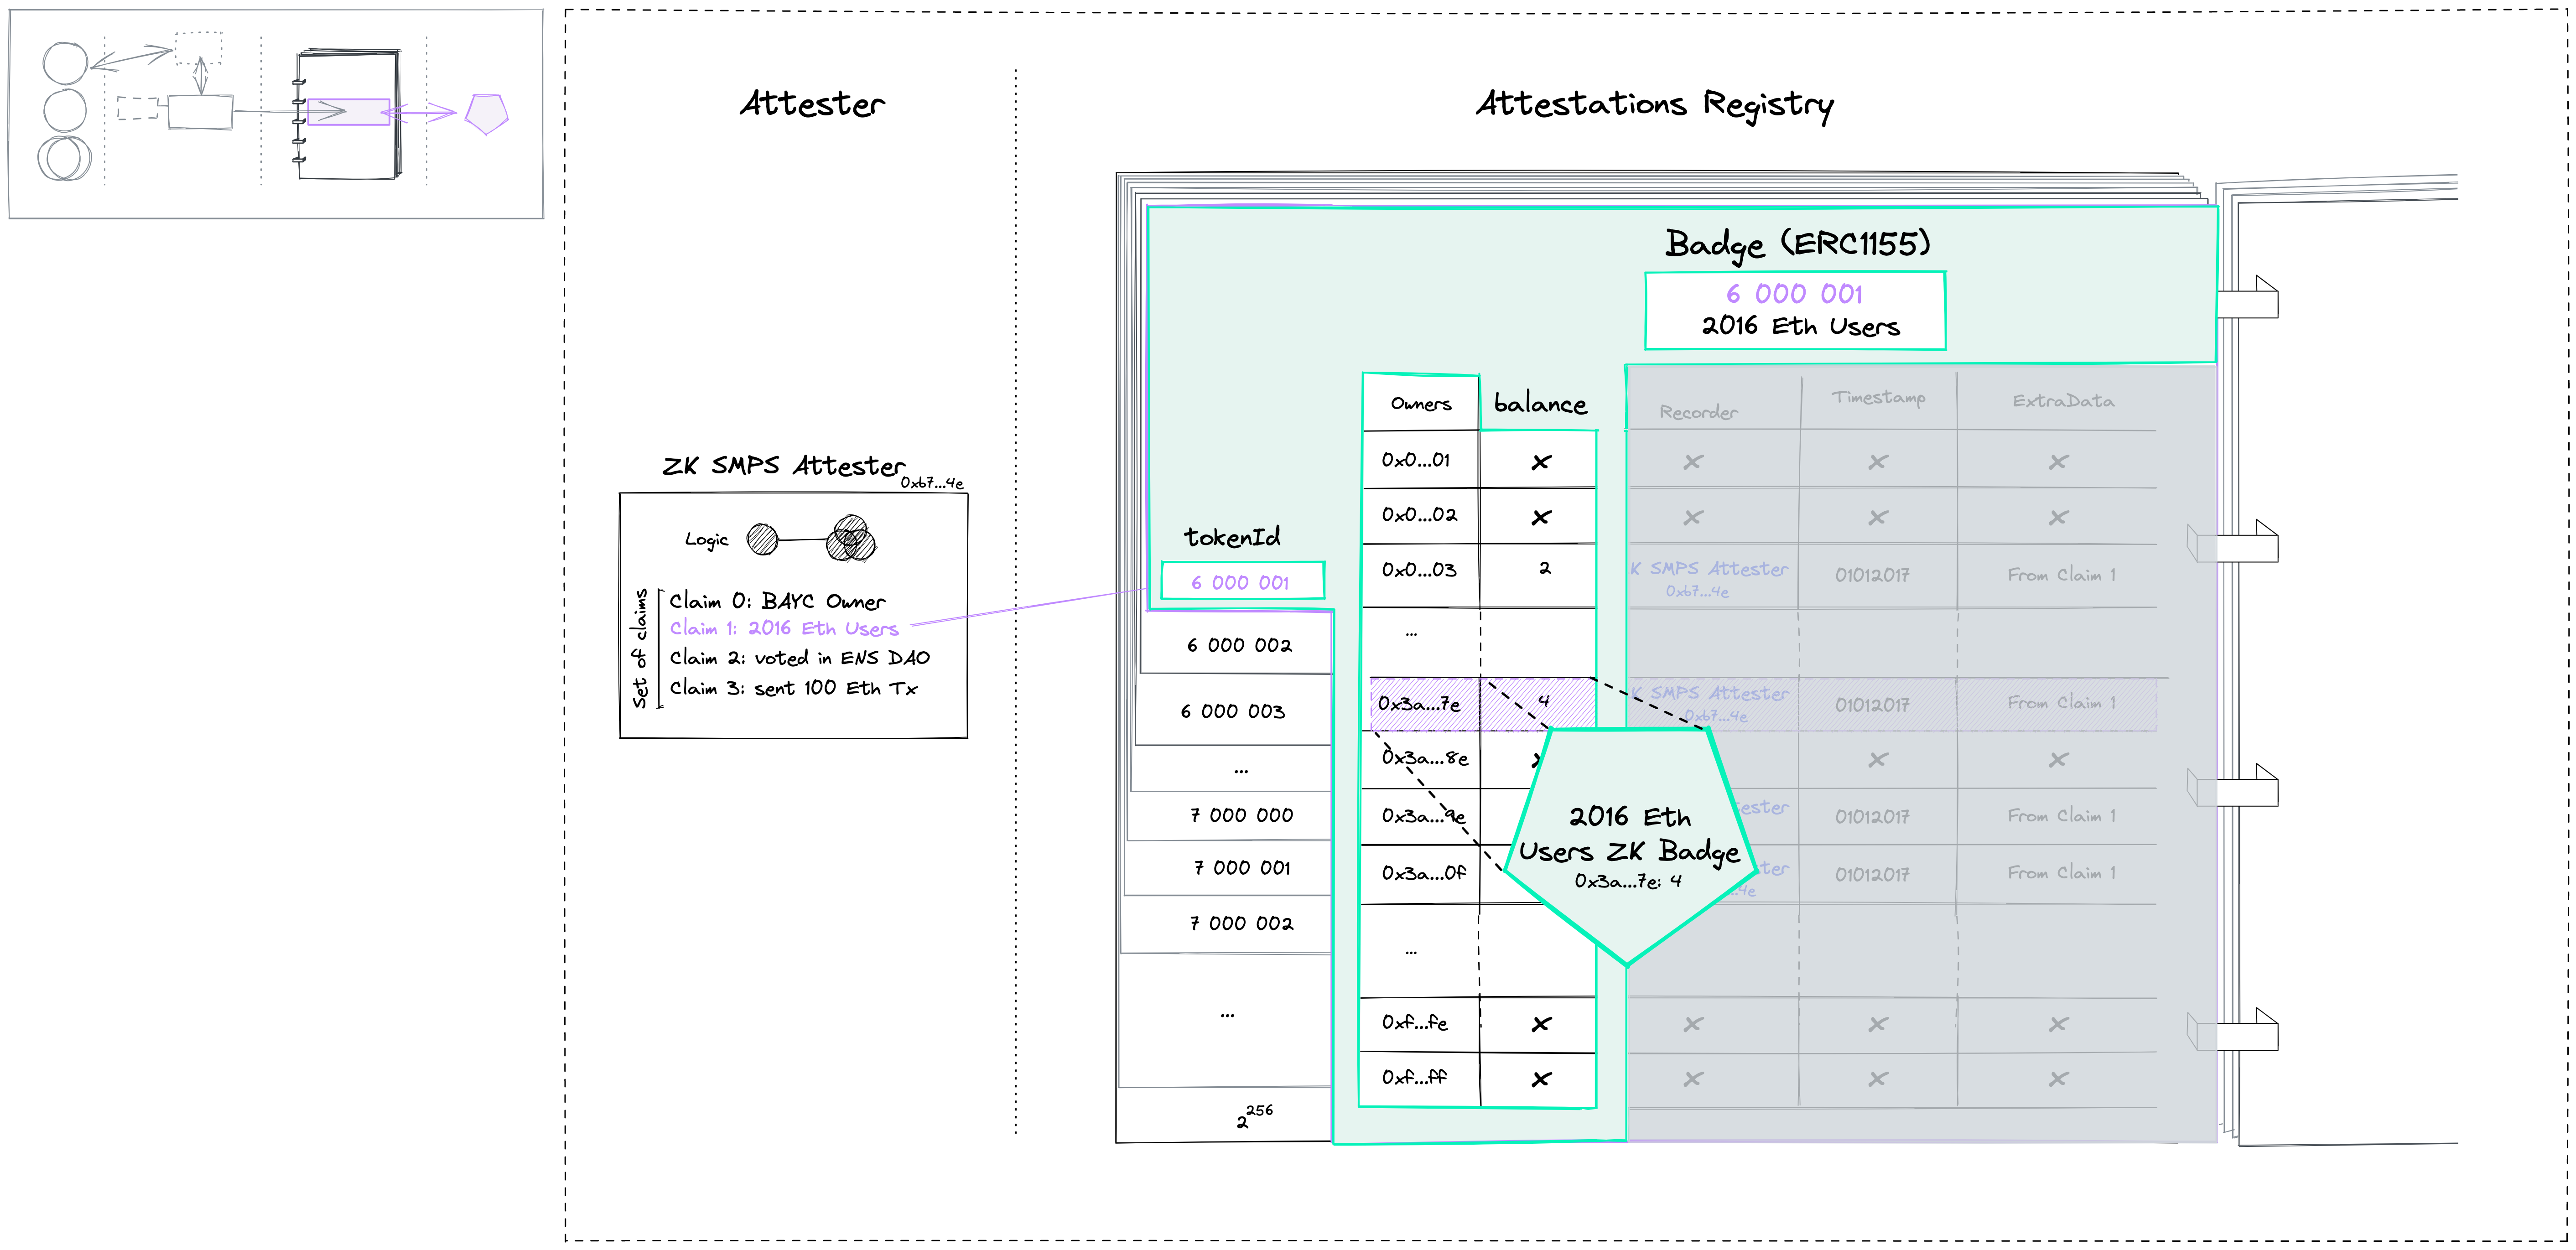 Attester
Attestations Registry
Badge (ERC1155)
6 000 001
2016 Eth Users
Owners
balance
Recorder
Timestamp
ExtraData
0x0...01
0x0...02
0x0...03
2
K SMPS Attester
0xb7...4e
01012017
From Claim 1
...
0x3a...7e
4
K SMPS Attester
0xb7...4e
01012017
From Claim 1
0x3a...8e
0x3a...9e
ester
01012017
From Claim 1
0x3a...0f
ter
..4e
01012017
From Claim 1
...
0xf...fe
0xf...ff
2016 Eth
Users ZK Badge
0x3a...7e: 4
ZK SMPS Attester
0xb7...4e
Logic
Set of claims
Claim 0: BAYC Owner
Claim 1: 2016 Eth Users
Claim 2: voted in ENS DAO
Claim 3: sent 100 Eth Tx
tokenId
6 000 001
6 000 002
6 000 003
...
7 000 000
7 000 001
7 000 002
...
2^256